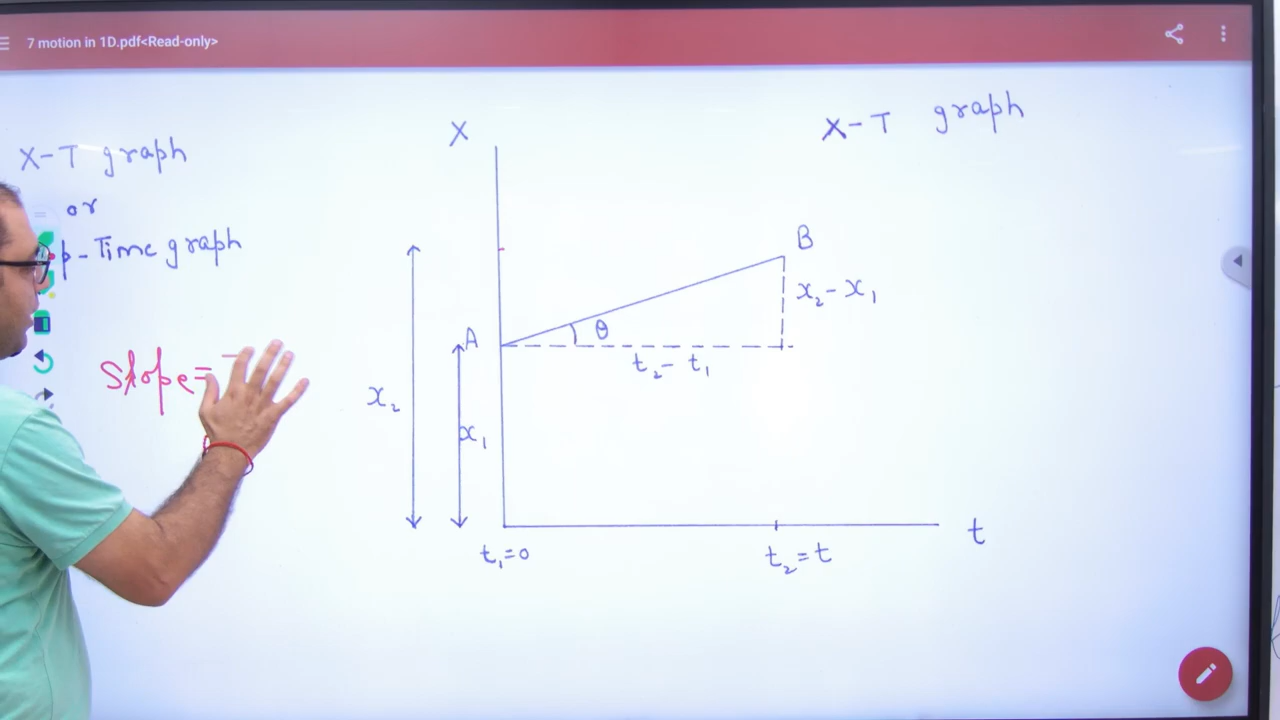 7 motion in 1D.pdf<Read-only>
X-T graph
or
p-Time graph
Slope=
X
X-T graph
B
x₂-x₁
A
θ
t₂-t₁
x₂
x₁
t₁=0
t₂=t
t